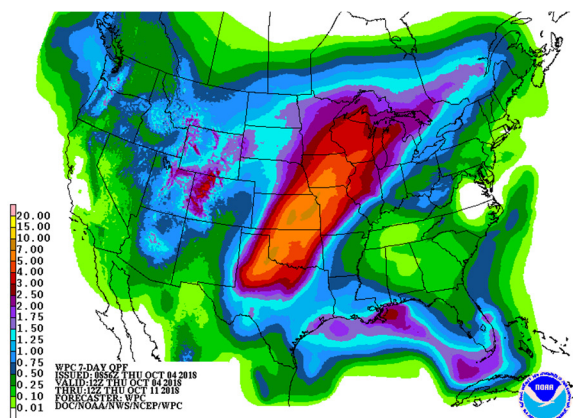 20.00
15.00
10.00
7.00
5.00
4.00
3.00
2.50
2.00
1.75
1.50
1.25
1.00
0.75
0.50
0.25
0.10
0.01
WPC 7-DAY QPF
ISSUED: 0856Z THU OCT 04 2018
VALID: 12Z THU OCT 04 2018
THRU: 12Z THU OCT 11 2018
FORECASTER: WPC
DOC/NOAA/NWS/NCEP/WPC
NOAA